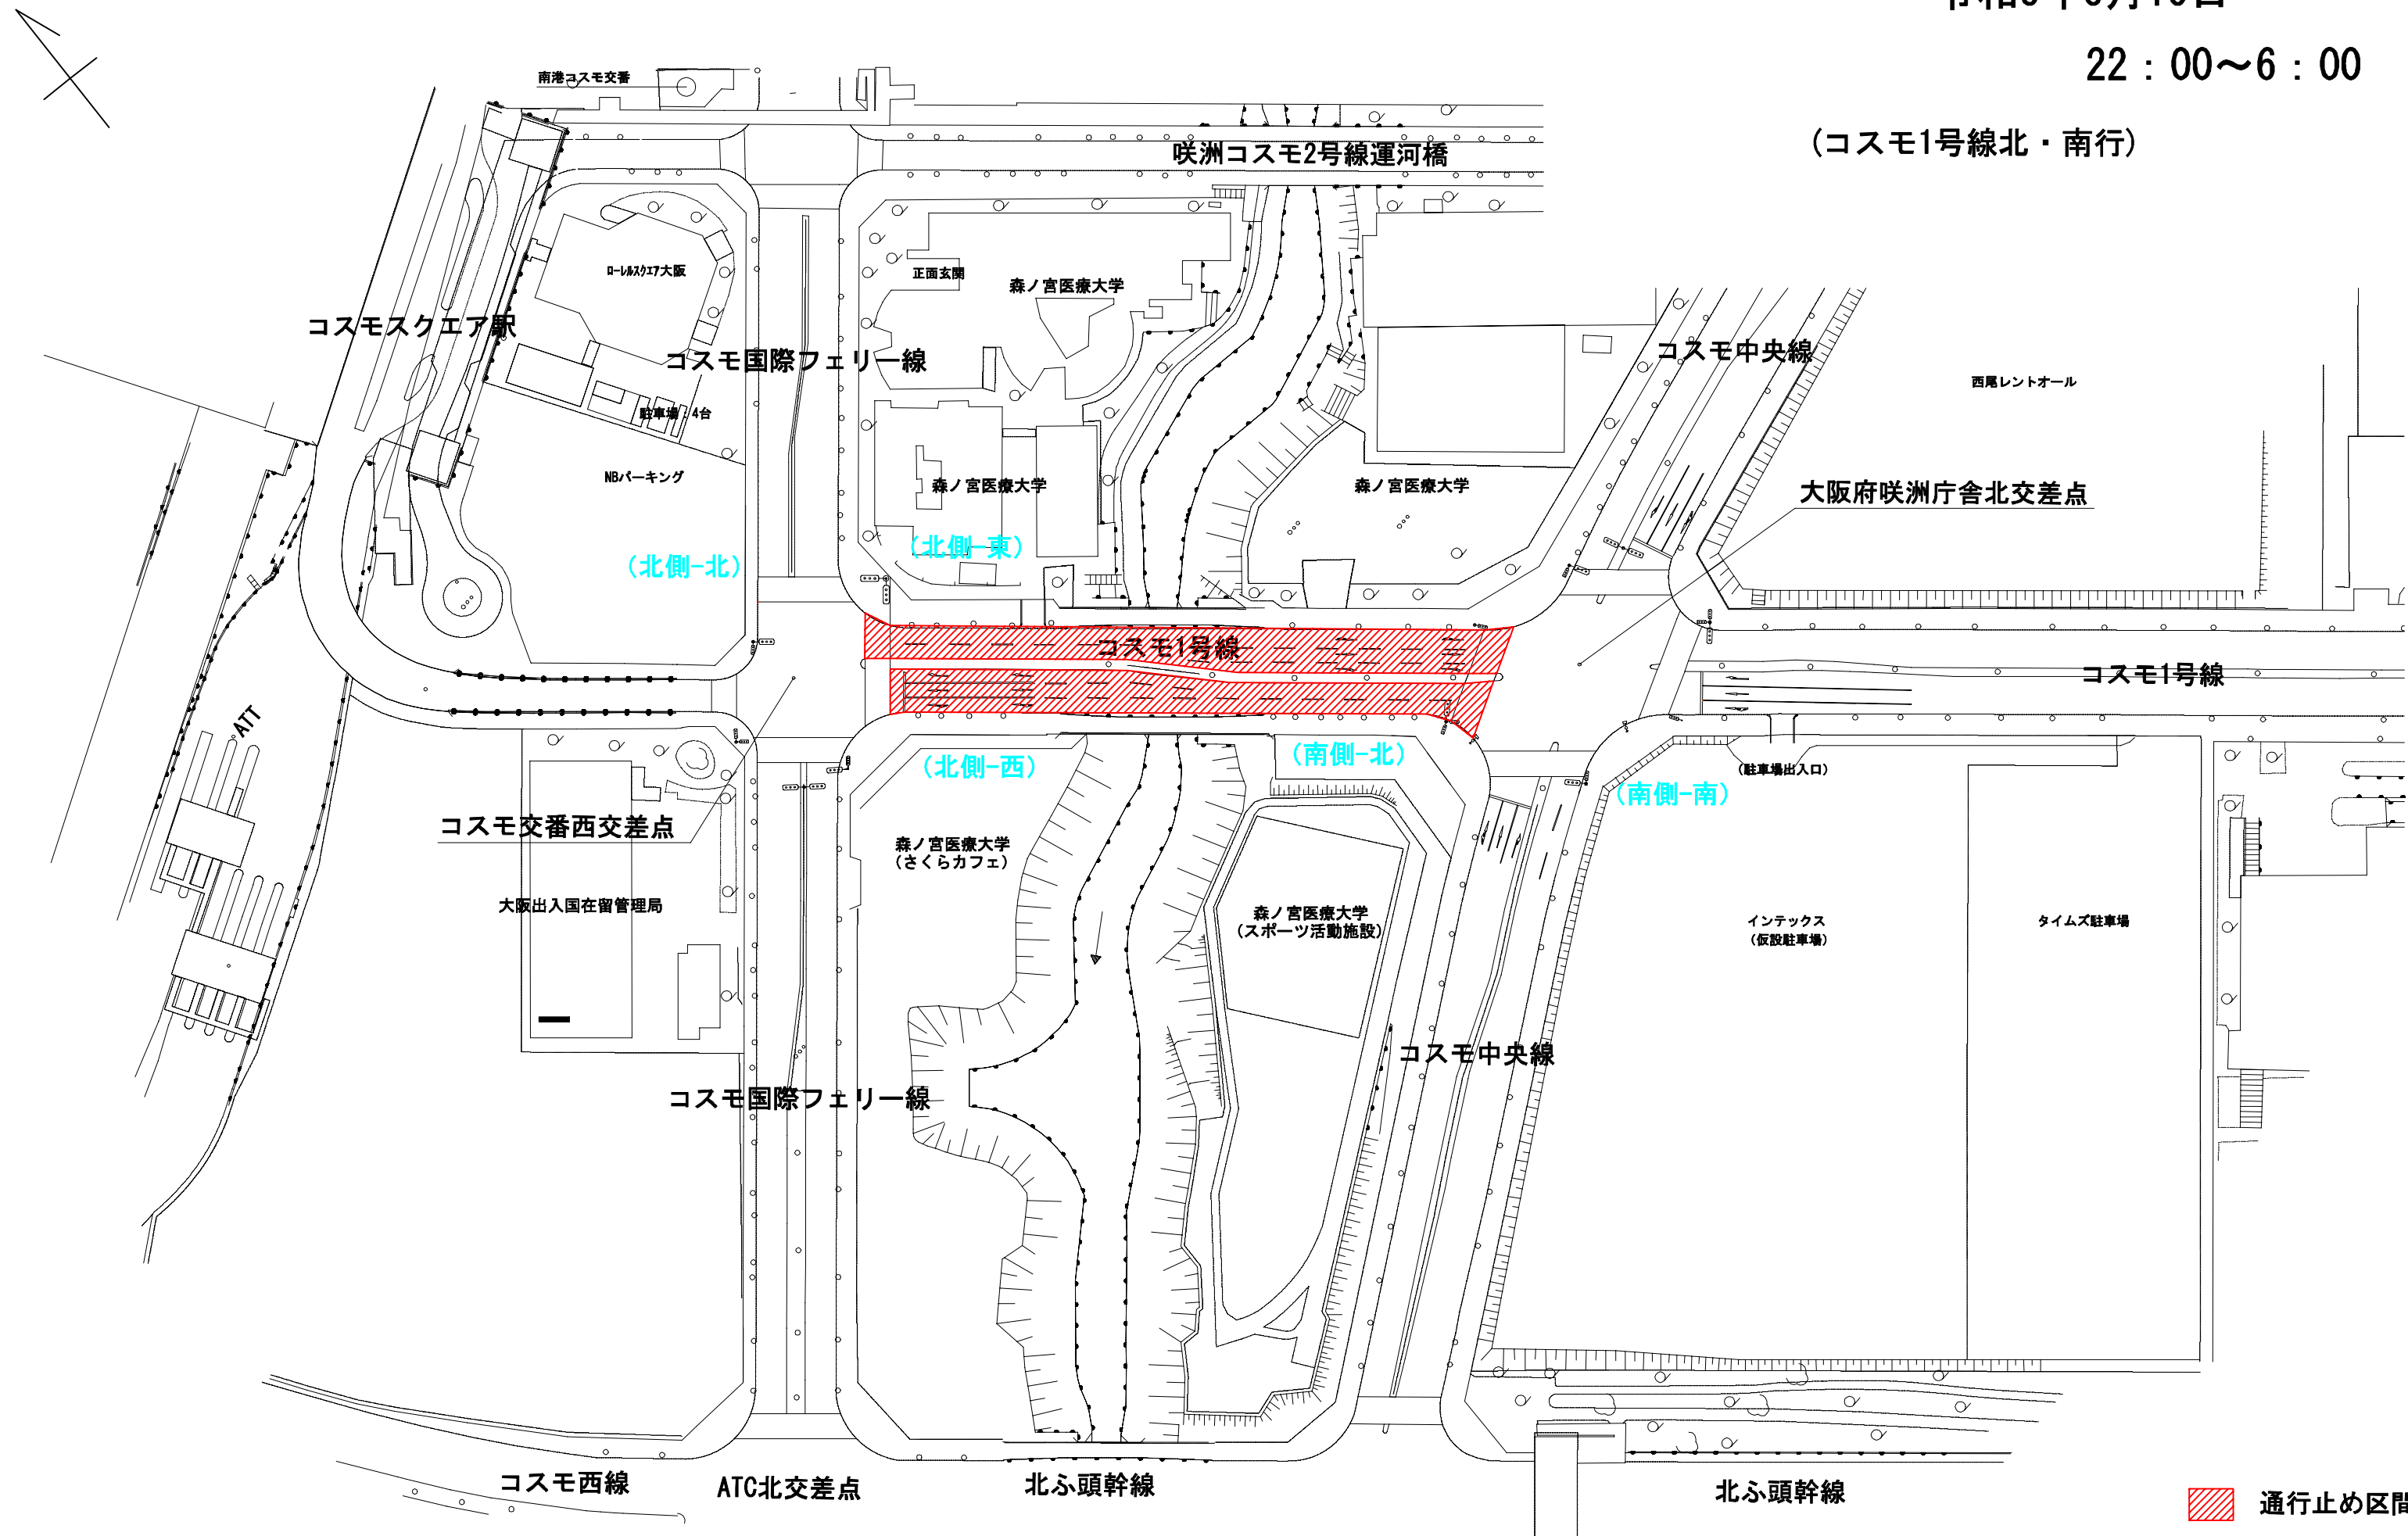 22：00～6：00
(コスモ1号線北・南行)
南港コスモ交番
咲洲コスモ2号線運河橋
ローレルスクエア大阪
正面玄関
森ノ宮医療大学
コスモスクエア駅
コスモ国際フェリー線
コスモ中央線
西尾レントオール
駐車場：4台
NBパーキング
森ノ宮医療大学
森ノ宮医療大学
大阪府咲洲庁舎北交差点
(北側-北)
(北側-東)
コスモ1号線
コスモ1号線
ATT
(北側-西)
(南側-北)
(駐車場出入口)
(南側-南)
コスモ交番西交差点
森ノ宮医療大学
(さくらカフェ)
大阪出入国在留管理局
森ノ宮医療大学
(スポーツ活動施設)
インテックス
(仮設駐車場)
タイムズ駐車場
コスモ中央線
コスモ国際フェリー線
コスモ西線
ATC北交差点
北ふ頭幹線
北ふ頭幹線
通行止め区間